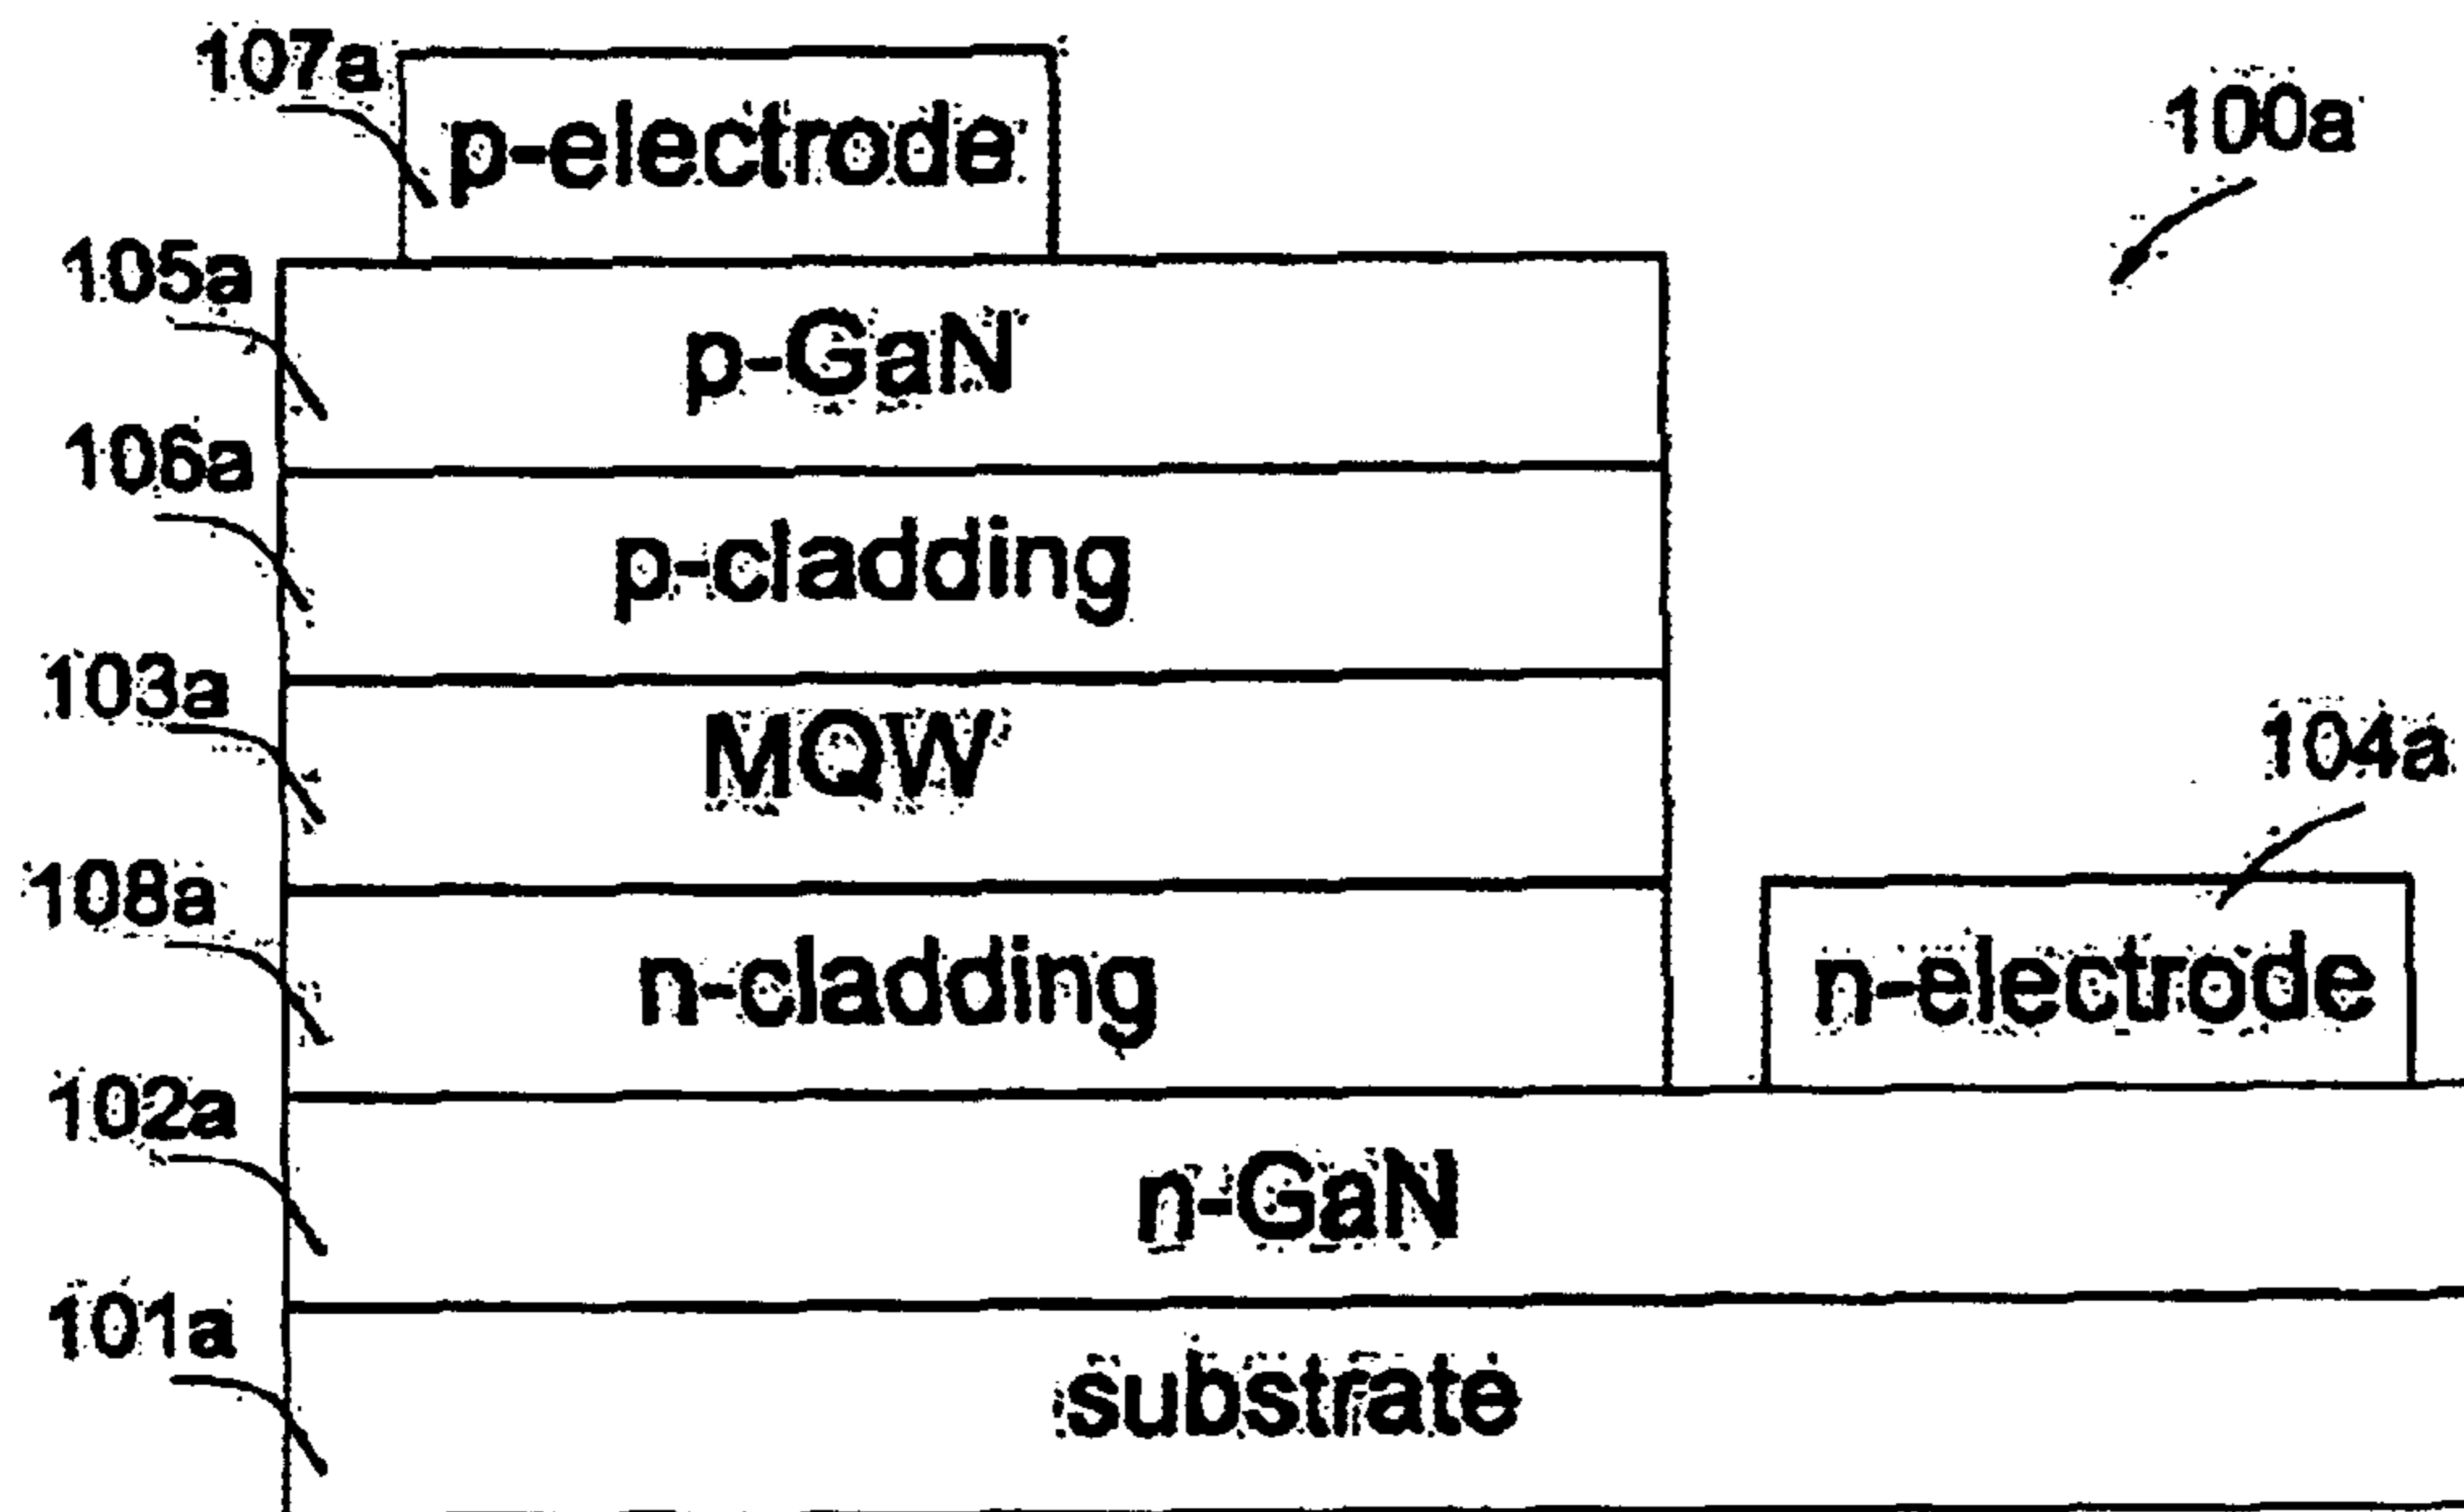 107a
p-electrode
100a
105a
p-GaN
106a
p-cladding
103a
MQW
104a
108a
n-cladding
n-electrode
102a
n-GaN
101a
substrate